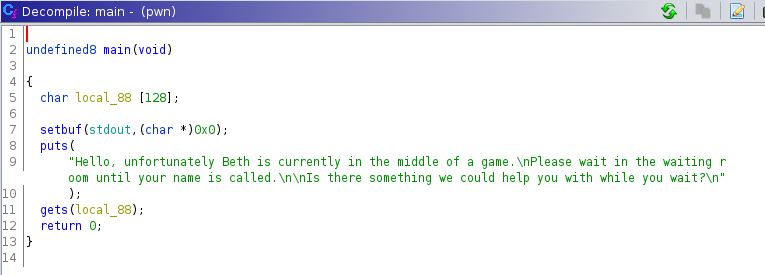 Decompile: main - (pwn)
1
2 undefined8 main(void)
3
4 {
5 char local_88 [128];
6
7 setbuf(stdout,(char *)0x0);
8 puts(
9 "Hello, unfortunately Beth is currently in the middle of a game.\nPlease wait in the waiting r
oom until your name is called.\n\nIs there something we could help you with while you wait?\n"
10 );
11 gets(local_88);
12 return 0;
13 }
14